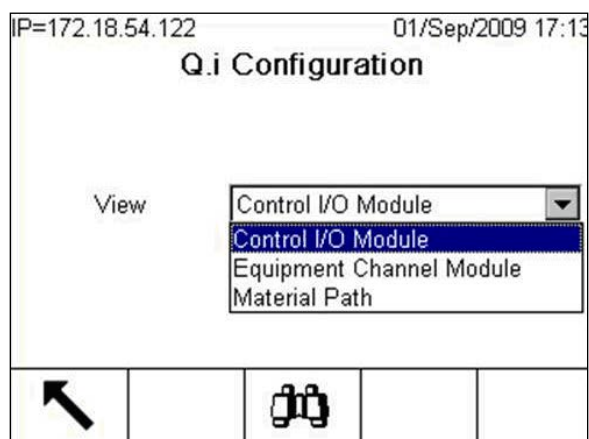 IP=172.18.54.122 01/Sep/2009 17:13
Q.i Configuration
View Control I/O Module
Control I/O Module
Equipment Channel Module
Material Path